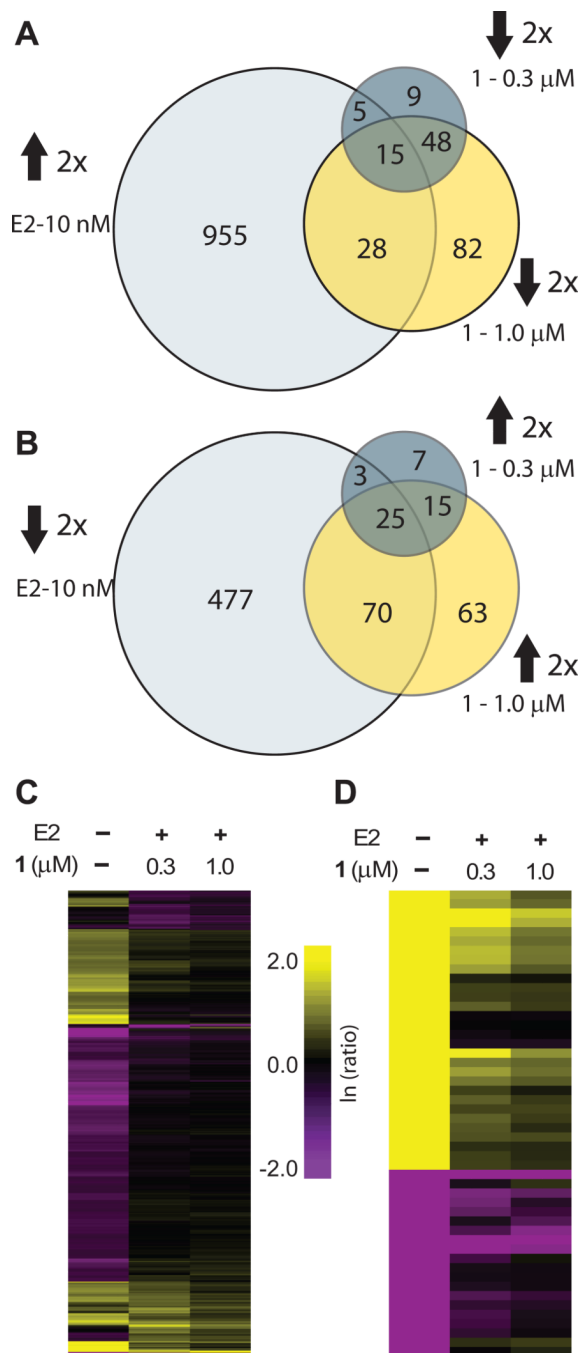 A
2x
1 - 0.3 µM
5
9
15
48
2x
E2-10 nM
955
28
82
2x
1 - 1.0 µM
B
2x
1 - 0.3 µM
3
7
25
15
2x
E2-10 nM
477
70
63
2x
1 - 1.0 µM
C
E2 – + +
1 (µM) – 0.3 1.0
2.0
0.0
-2.0
ln (ratio)
D
– + +
– 0.3 1.0